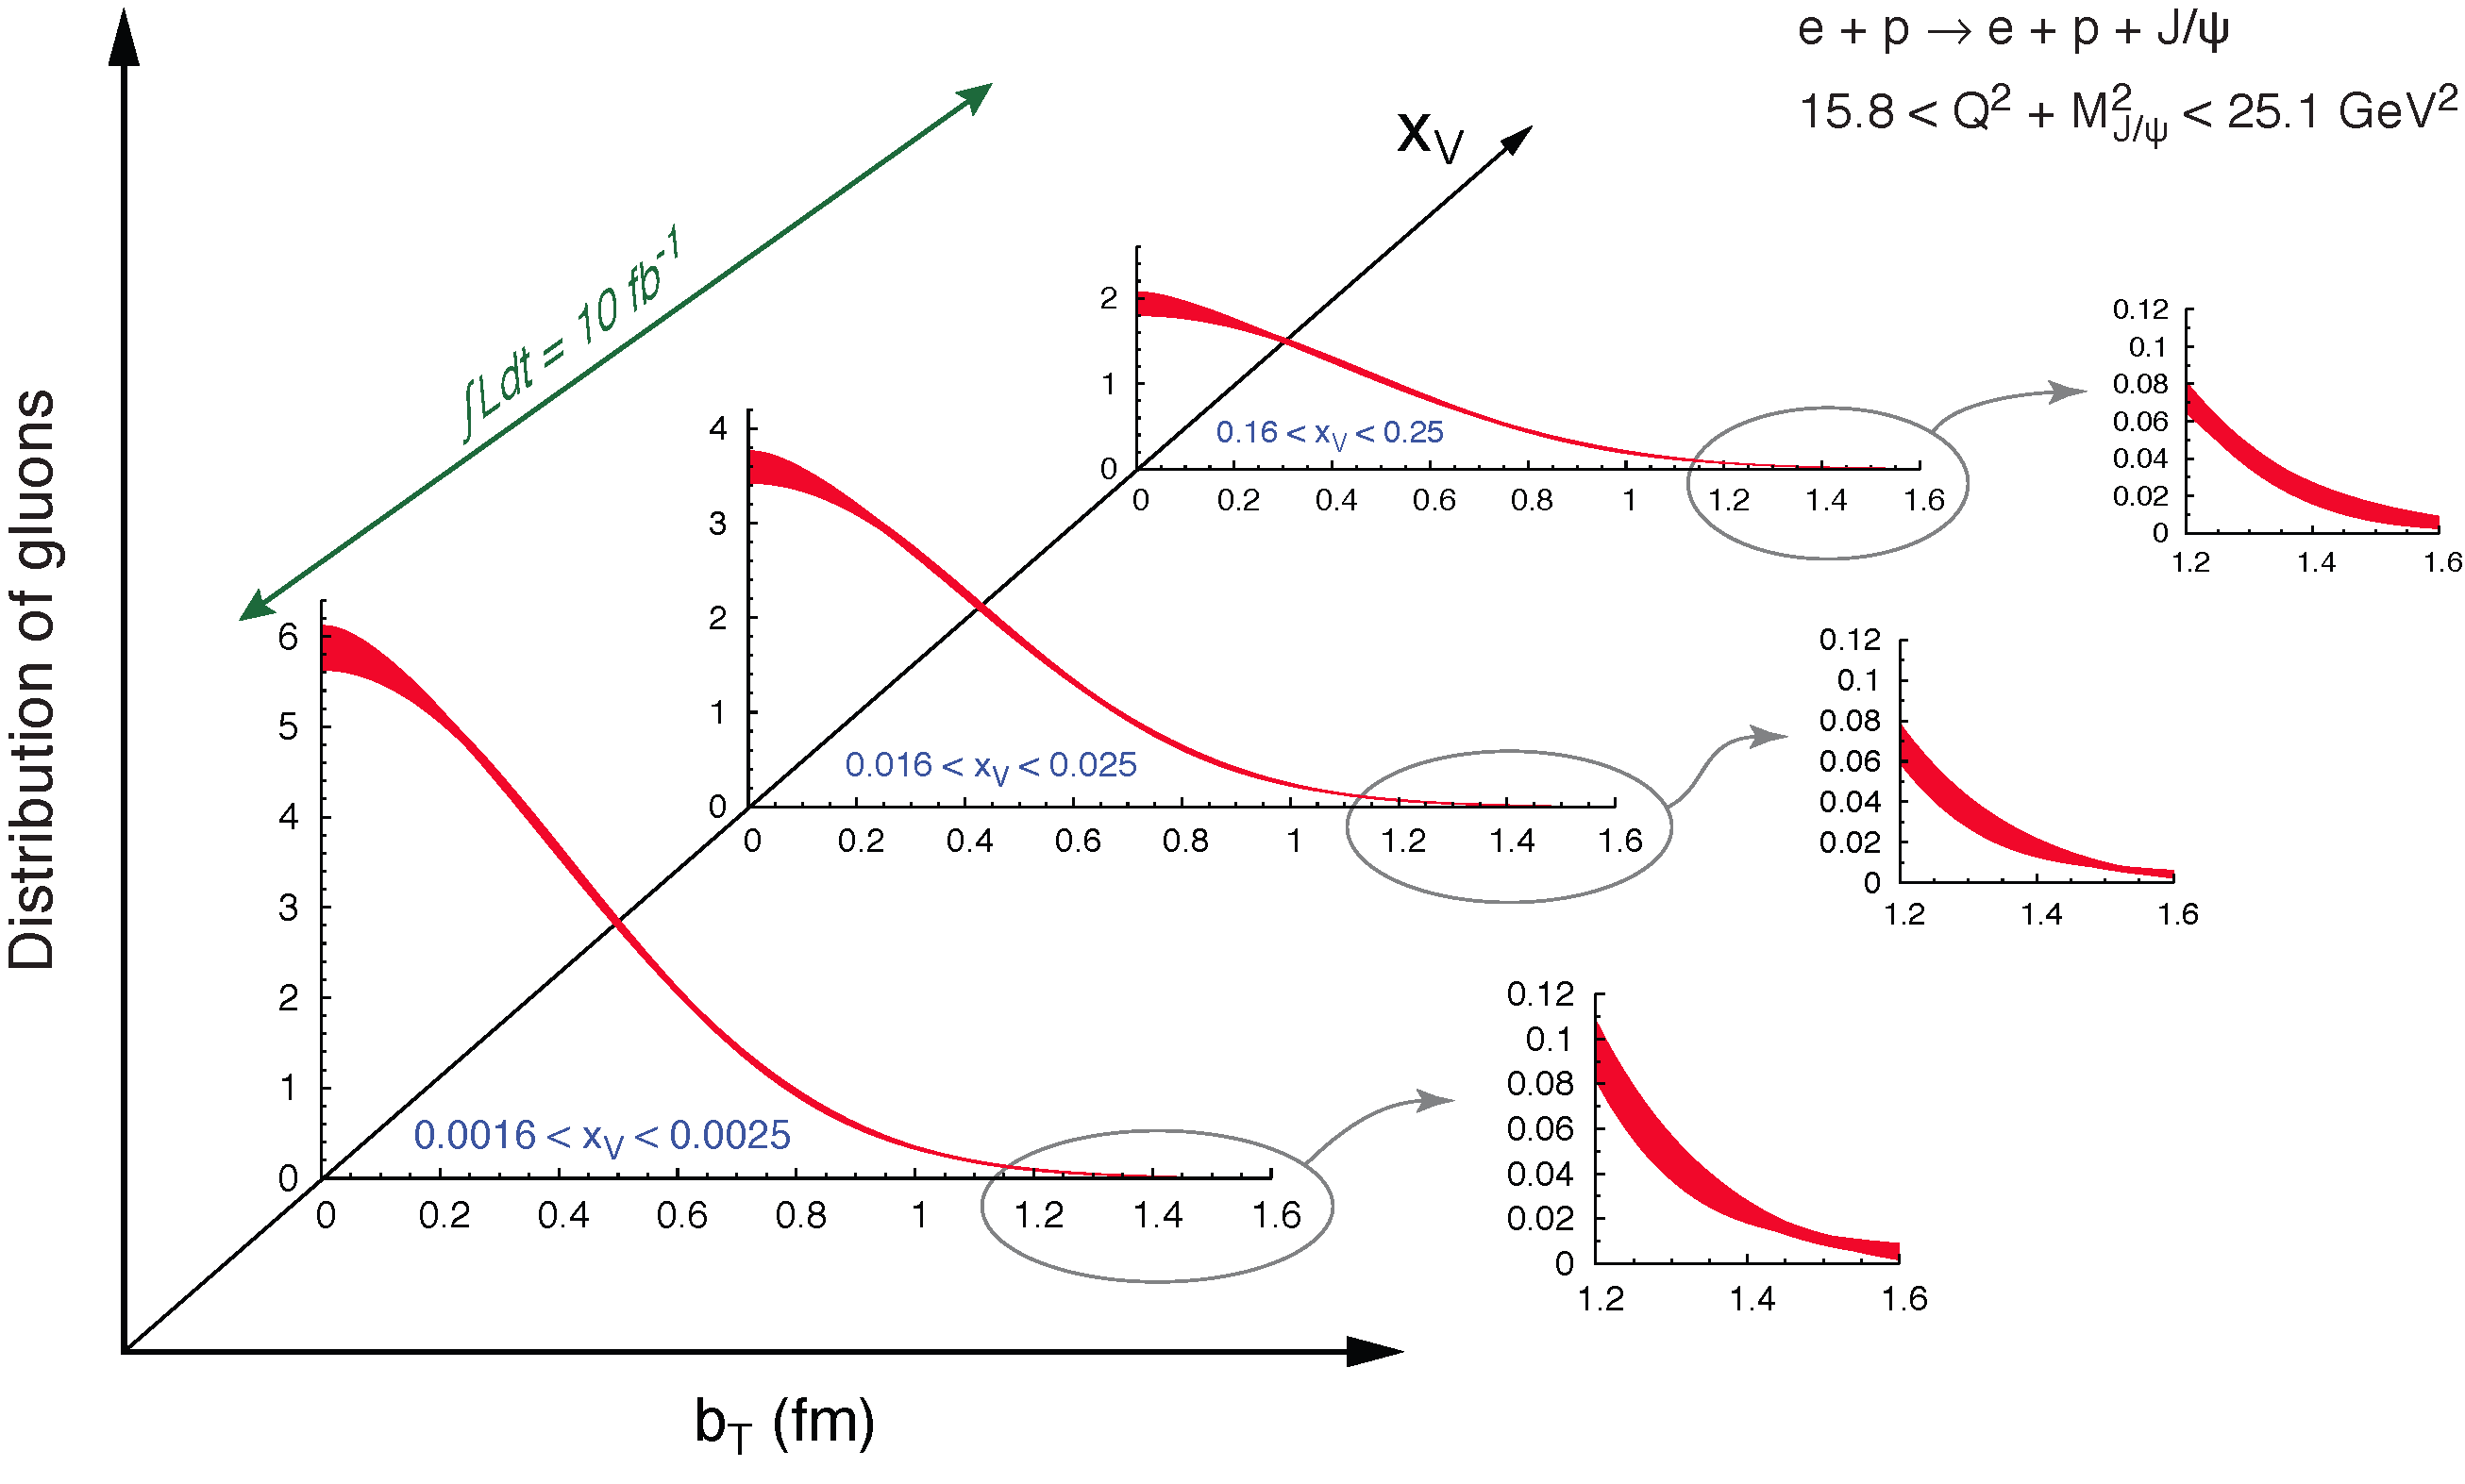 e + p → e + p + J/ψ
15.8 < Q² + M²_J/ψ < 25.1 GeV²
x_V
∫Ldt = 10 fb⁻¹
Distribution of gluons
2
1
0
0.16 < x_V < 0.25
0 0.2 0.4 0.6 0.8 1 1.2 1.4 1.6
0.12
0.1
0.08
0.06
0.04
0.02
0
1.2 1.4 1.6
4
3
2
1
0
0.016 < x_V < 0.025
0 0.2 0.4 0.6 0.8 1 1.2 1.4 1.6
0.12
0.1
0.08
0.06
0.04
0.02
0
1.2 1.4 1.6
6
5
4
3
2
1
0
0.0016 < x_V < 0.0025
0 0.2 0.4 0.6 0.8 1 1.2 1.4 1.6
0.12
0.1
0.08
0.06
0.04
0.02
0
1.2 1.4 1.6
b_T (fm)